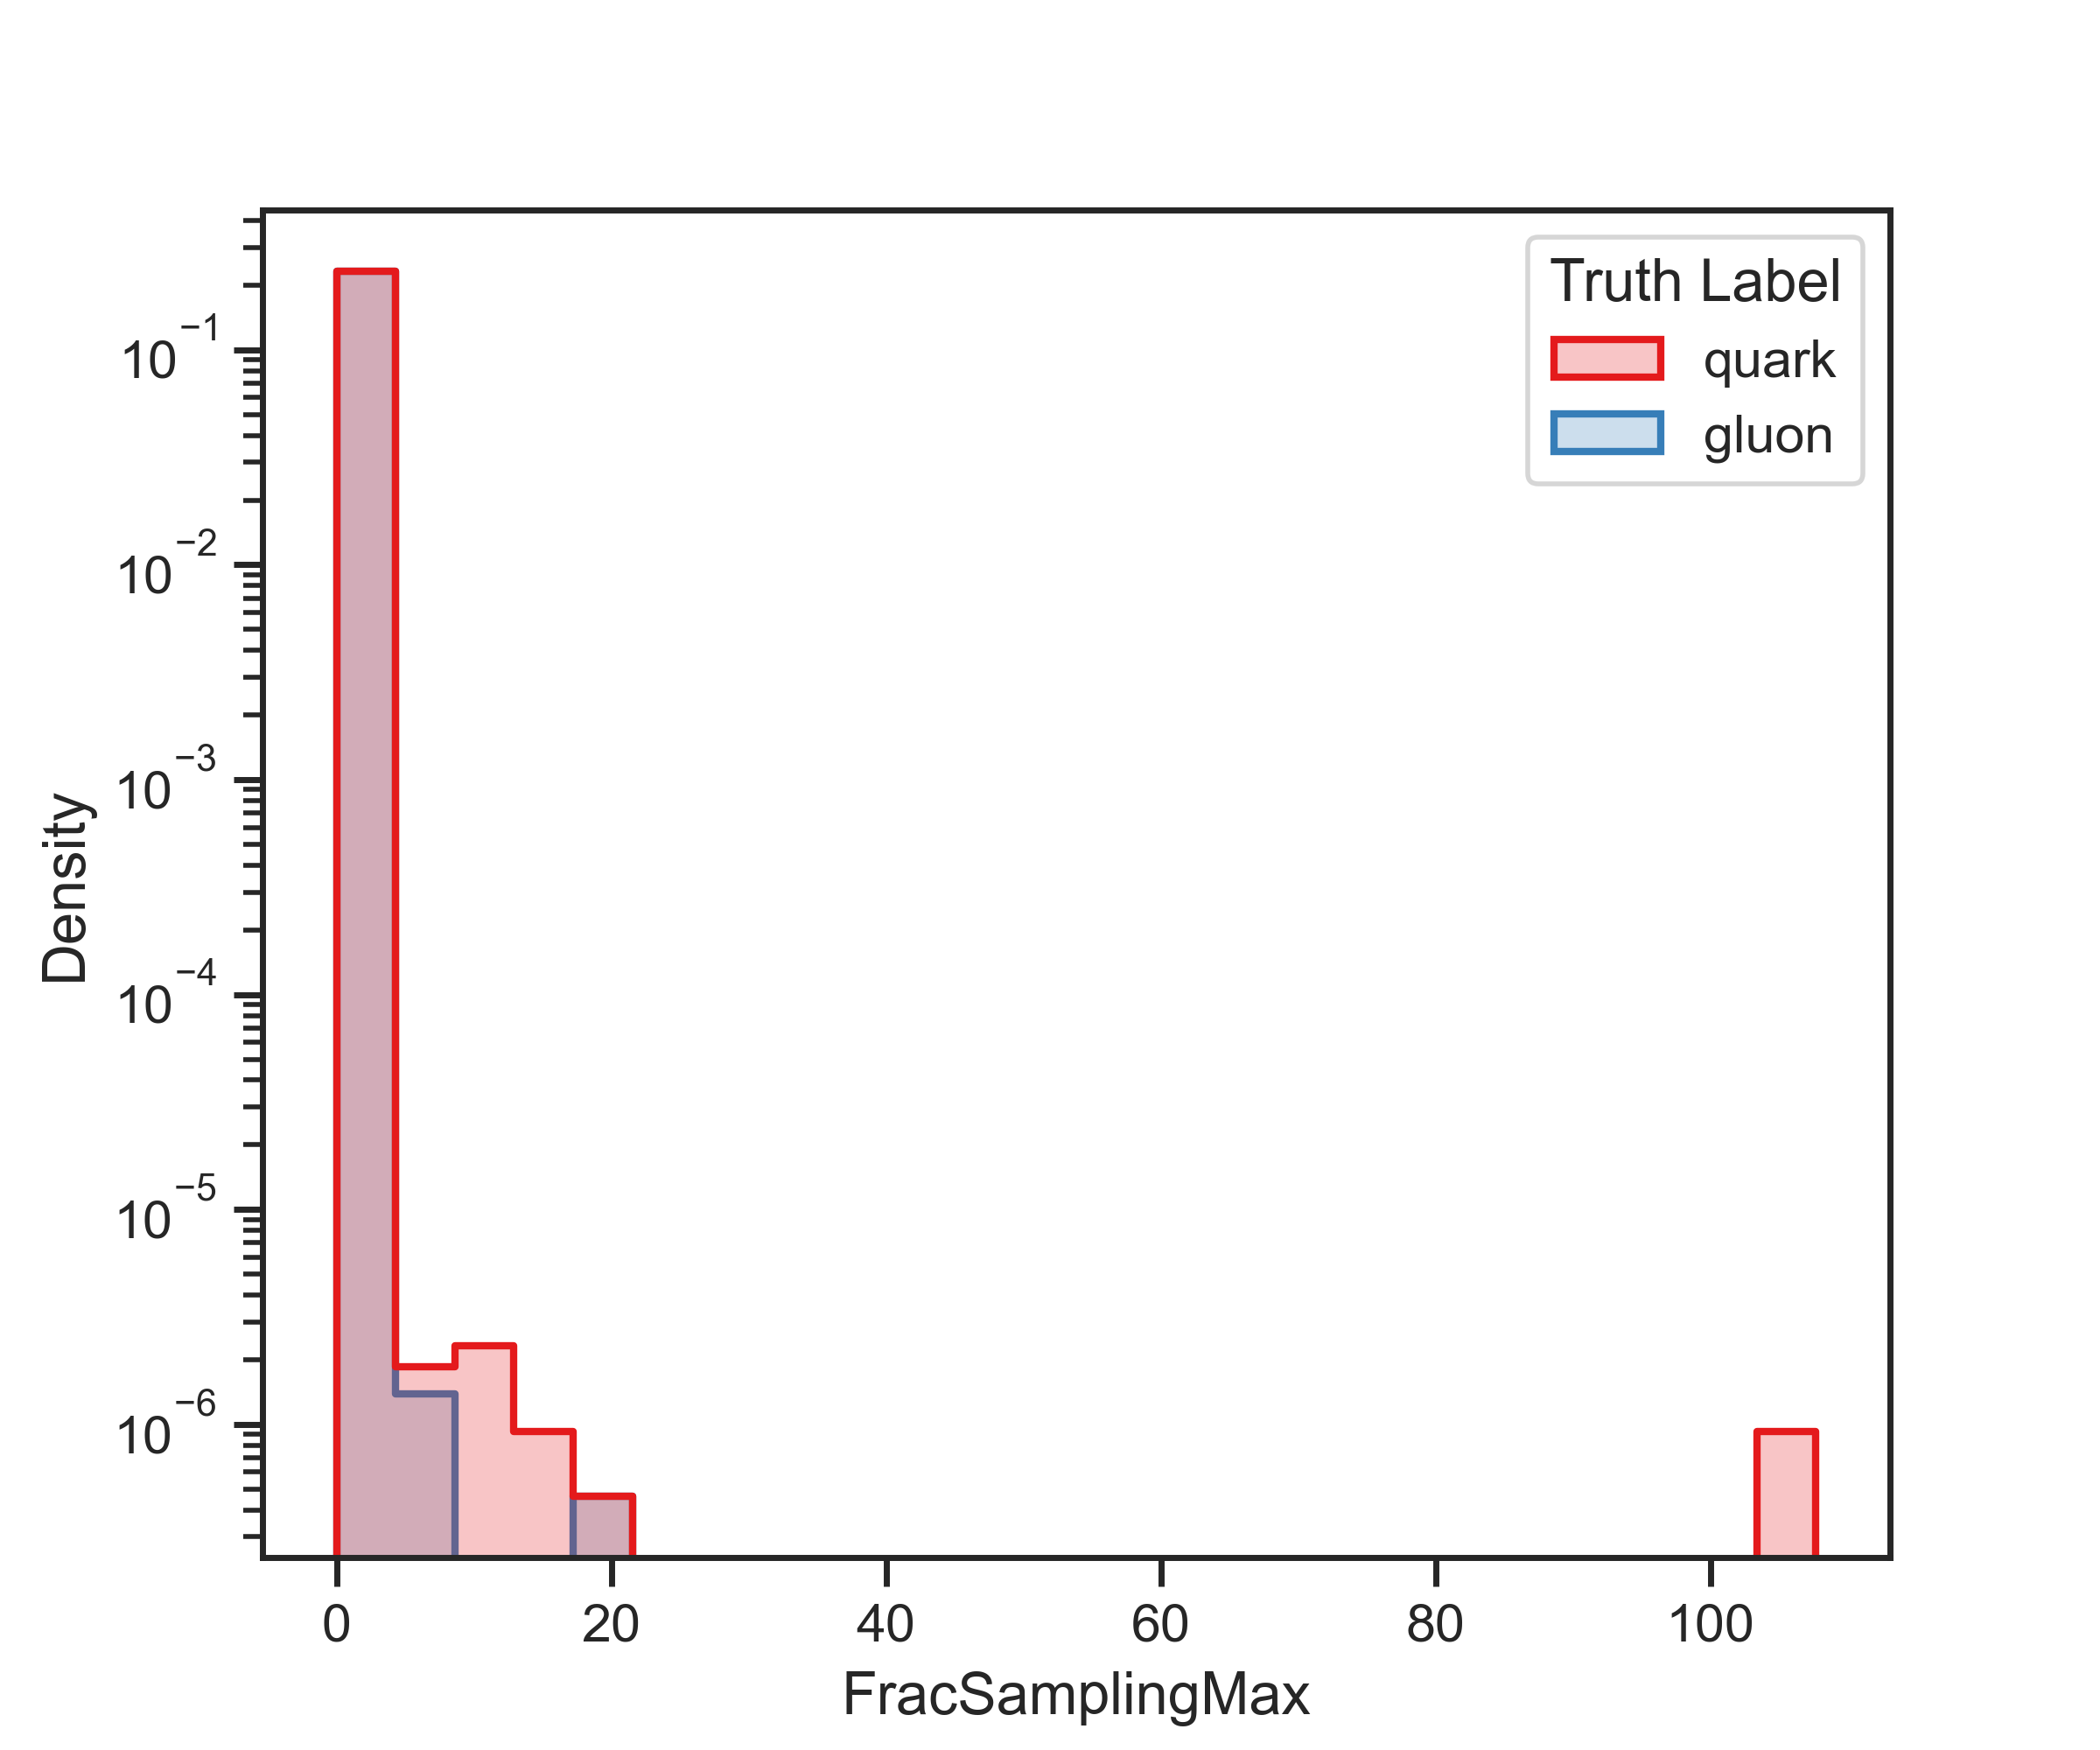 Truth Label
quark
gluon
10⁻¹
10⁻²
10⁻³
10⁻⁴
10⁻⁵
10⁻⁶
Density
0 20 40 60 80 100
FracSamplingMax